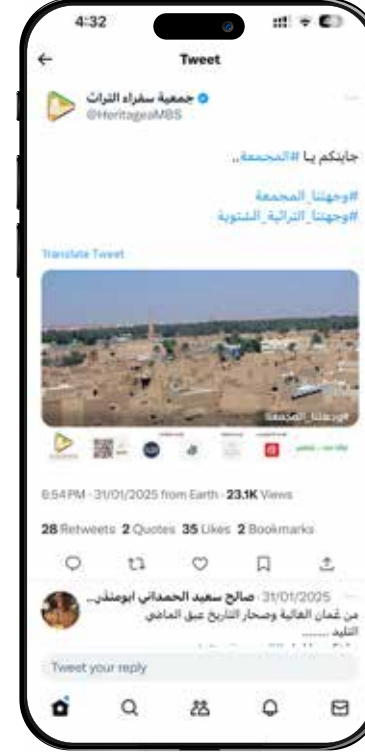 4:32
Tweet
جمعية سفراء التراث
@HeritageaMBS
جايتكم يا #المجمعة,,
#وجهتنا_المجمعة
#وجهتنا_التراثية_الشتوية
Translate Tweet
#وجهتنا_المجمعة
6:54 PM · 31/01/2025 from Earth · 23.1K Views
28 Retweets 2 Quotes 35 Likes 2 Bookmarks
صالح سعيد الحمداني ابومنذر... · 31/01/2025
من عُمان الغالية وصحار التاريخ عبق الماضي
التليد ........
Tweet your reply